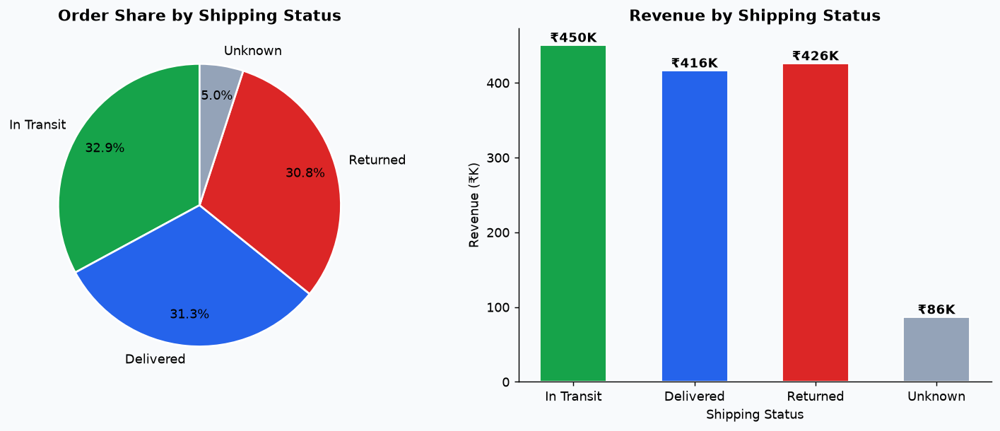 Order Share by Shipping Status
Unknown
5.0%
In Transit
32.9%
Returned
30.8%
31.3%
Delivered
Revenue by Shipping Status
₹450K
₹416K
₹426K
₹86K
Revenue (₹K)
400
300
200
100
0
In Transit Delivered Returned Unknown
Shipping Status